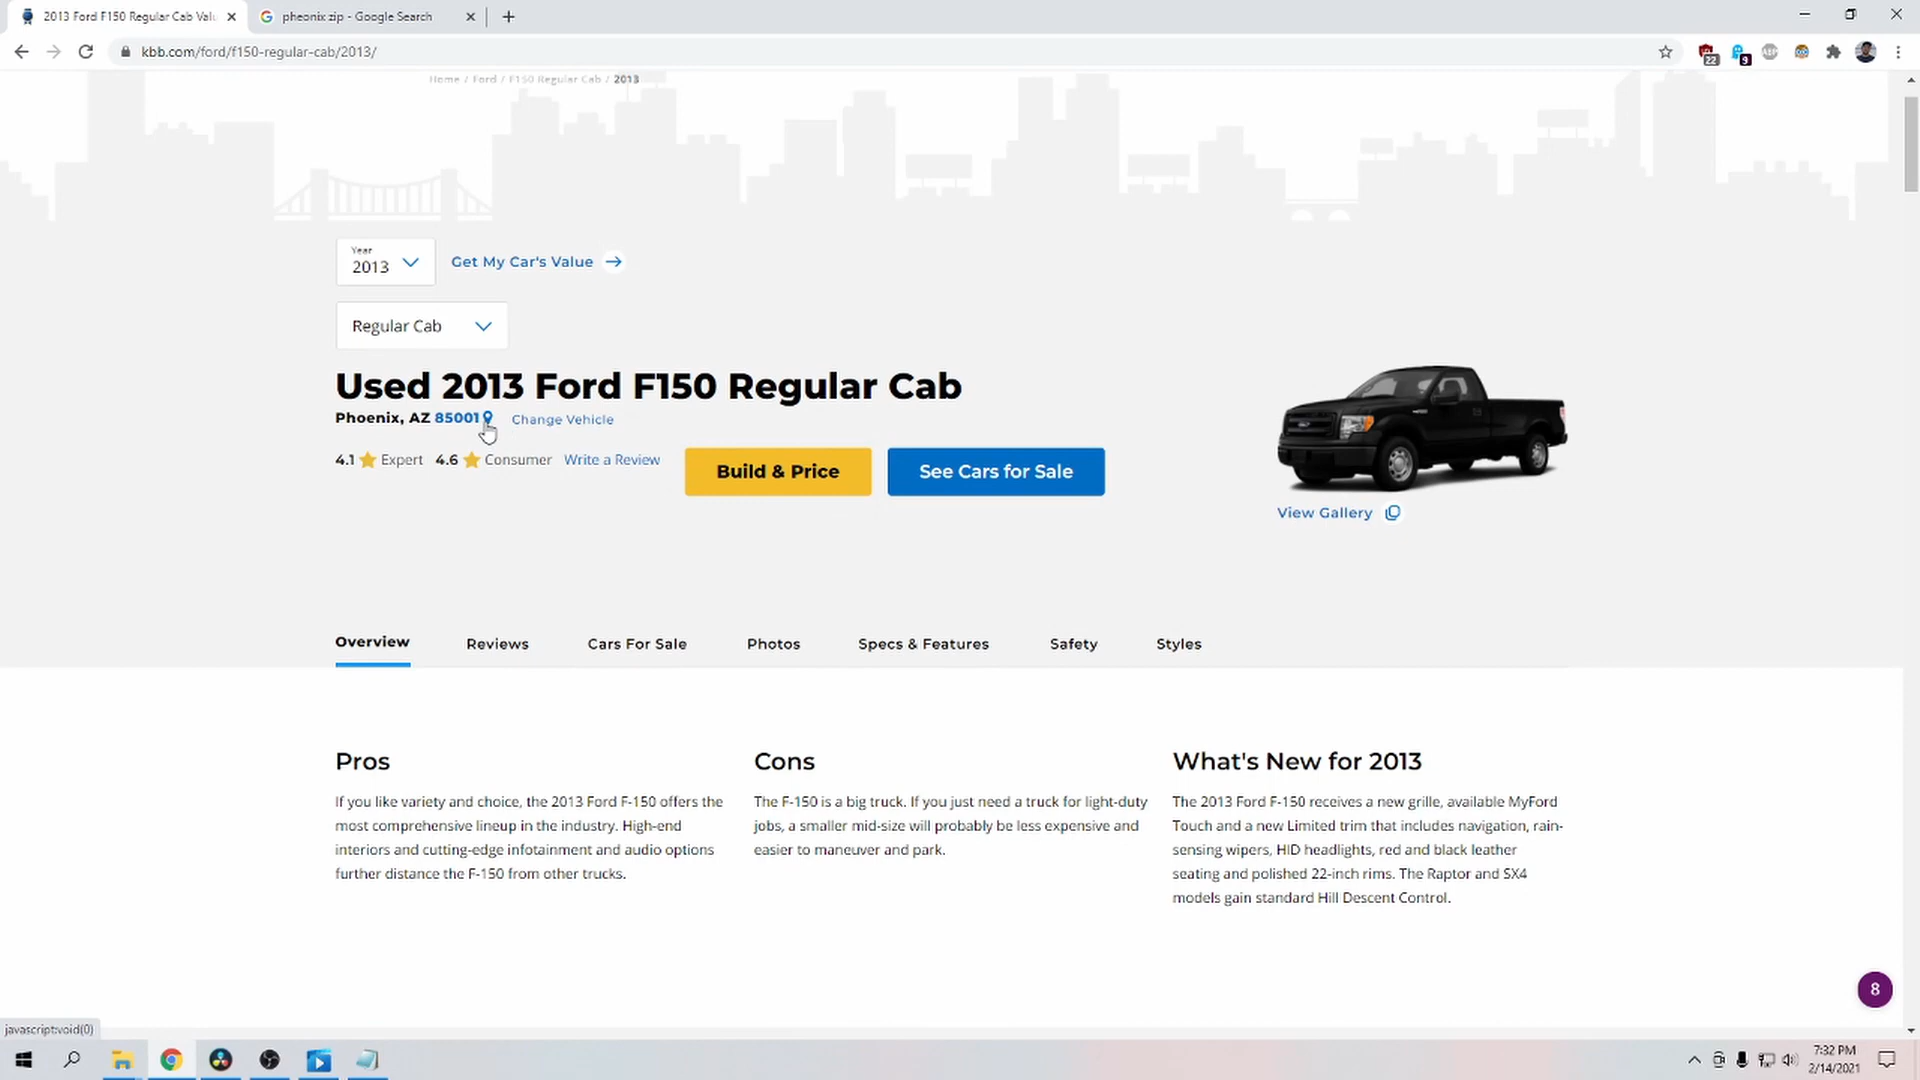 2013 Ford F150 Regular Cab Valu
pheonix zip - Google Search
kbb.com/ford/f150-regular-cab/2013/
22
9
ABP
Home / Ford / F150 Regular Cab / 2013
Year
2013
Get My Car's Value
Regular Cab
Used 2013 Ford F150 Regular Cab
Phoenix, AZ 85001
Change Vehicle
4.1 Expert 4.6 Consumer Write a Review
Build & Price
See Cars for Sale
View Gallery
Overview Reviews Cars For Sale Photos Specs & Features Safety Styles
Pros
If you like variety and choice, the 2013 Ford F-150 offers the
most comprehensive lineup in the industry. High-end
interiors and cutting-edge infotainment and audio options
further distance the F-150 from other trucks.
Cons
The F-150 is a big truck. If you just need a truck for light-duty
jobs, a smaller mid-size will probably be less expensive and
easier to maneuver and park.
What's New for 2013
The 2013 Ford F-150 receives a new grille, available MyFord
Touch and a new Limited trim that includes navigation, rain-
sensing wipers, HID headlights, red and black leather
seating and polished 22-inch rims. The Raptor and SX4
models gain standard Hill Descent Control.
8
javascript:void(0)
7:32 PM
2/14/2021